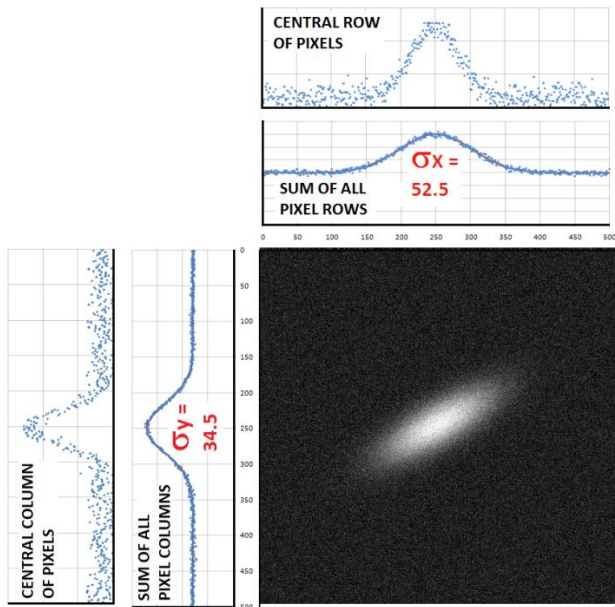 CENTRAL ROW
OF PIXELS
σx =
52.5
SUM OF ALL
PIXEL ROWS
0 50 100 150 200 250 300 350 400 450 500
0
50
100
150
200
250
300
350
400
450
500
CENTRAL COLUMN
OF PIXELS
SUM OF ALL
PIXEL COLUMNS
σy =
34.5